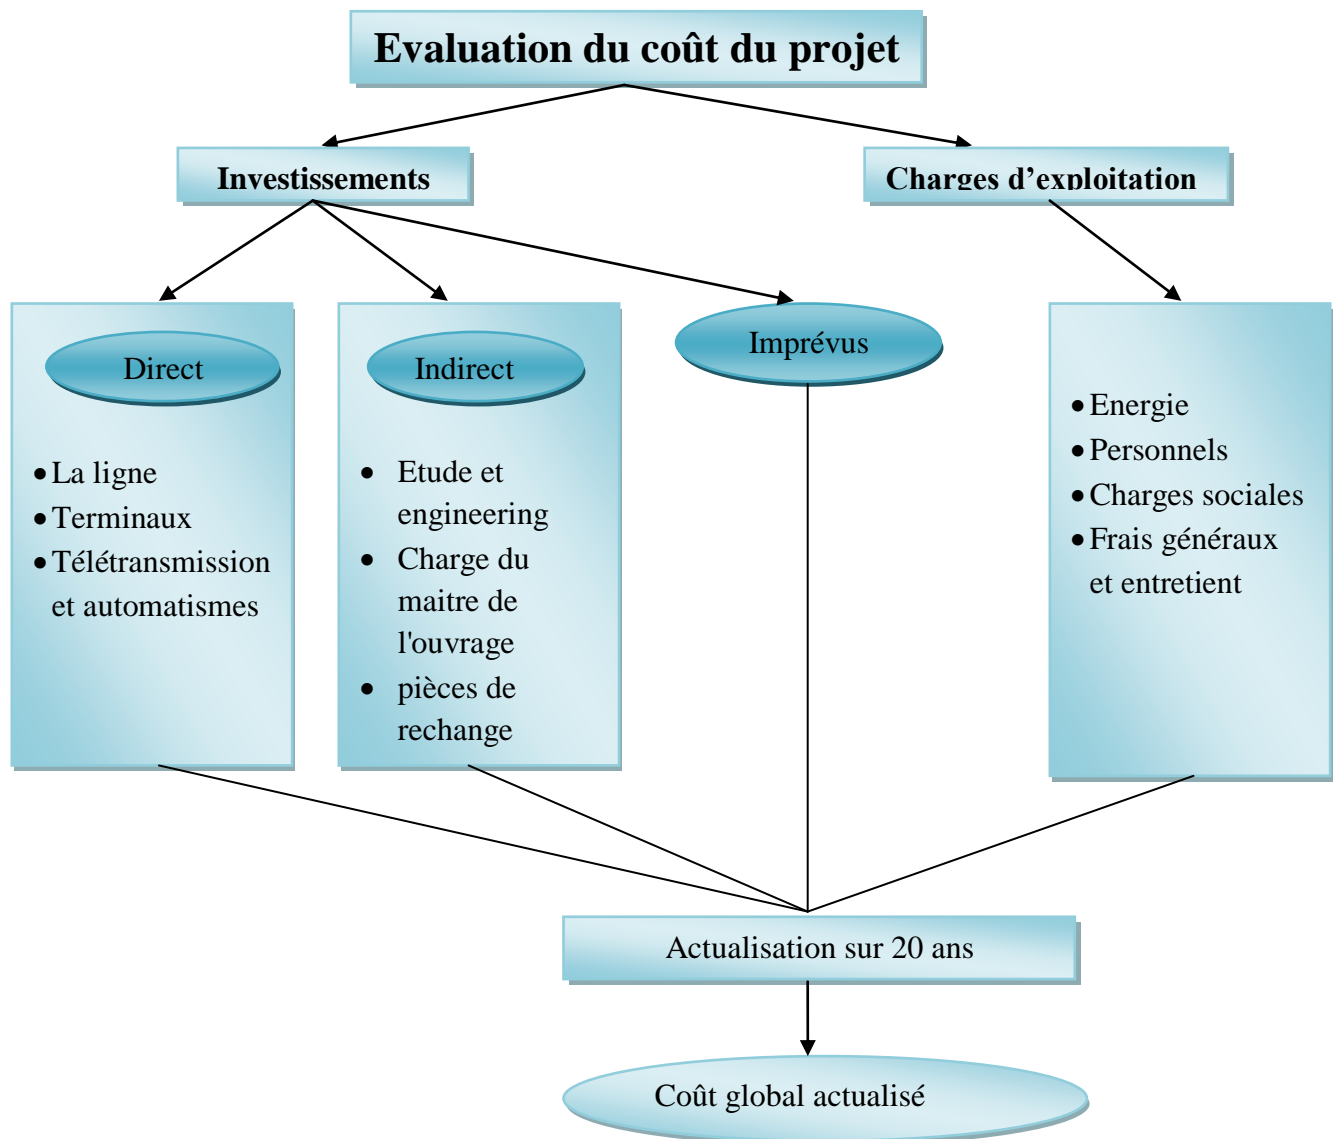 Evaluation du coût du projet
Investissements
Charges d’exploitation
Direct
• La ligne
• Terminaux
• Télétransmission
et automatismes
Indirect
• Etude et
engineering
• Charge du
maitre de
l'ouvrage
• pièces de
rechange
Imprévus
• Energie
• Personnels
• Charges sociales
• Frais généraux
et entretient
Actualisation sur 20 ans
Coût global actualisé